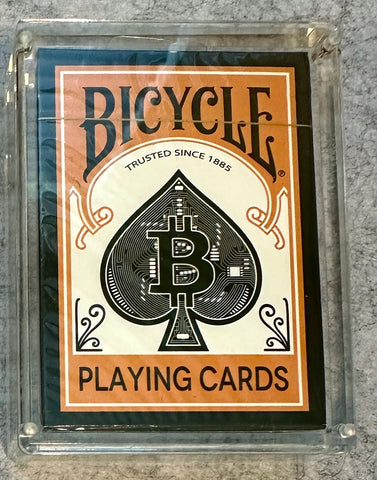 BICYCLE®
TRUSTED SINCE 1885
₿
PLAYING CARDS